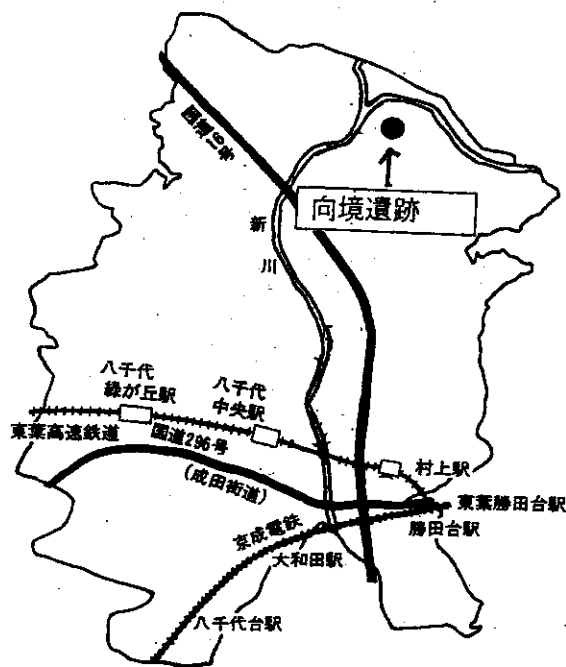 国道16号
向境遺跡
新川
八千代
緑が丘駅
八千代
中央駅
東葉高速鉄道
国道296号
(成田街道)
村上駅
東葉勝田台駅
勝田台駅
京成電鉄
大和田駅
八千代台駅